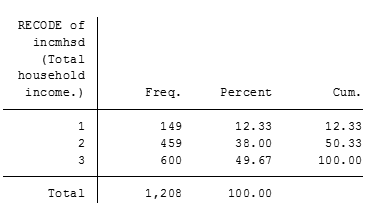 RECODE of
incmhsd
(Total
household
income.) Freq. Percent Cum.
1 149 12.33 12.33
2 459 38.00 50.33
3 600 49.67 100.00
Total 1,208 100.00